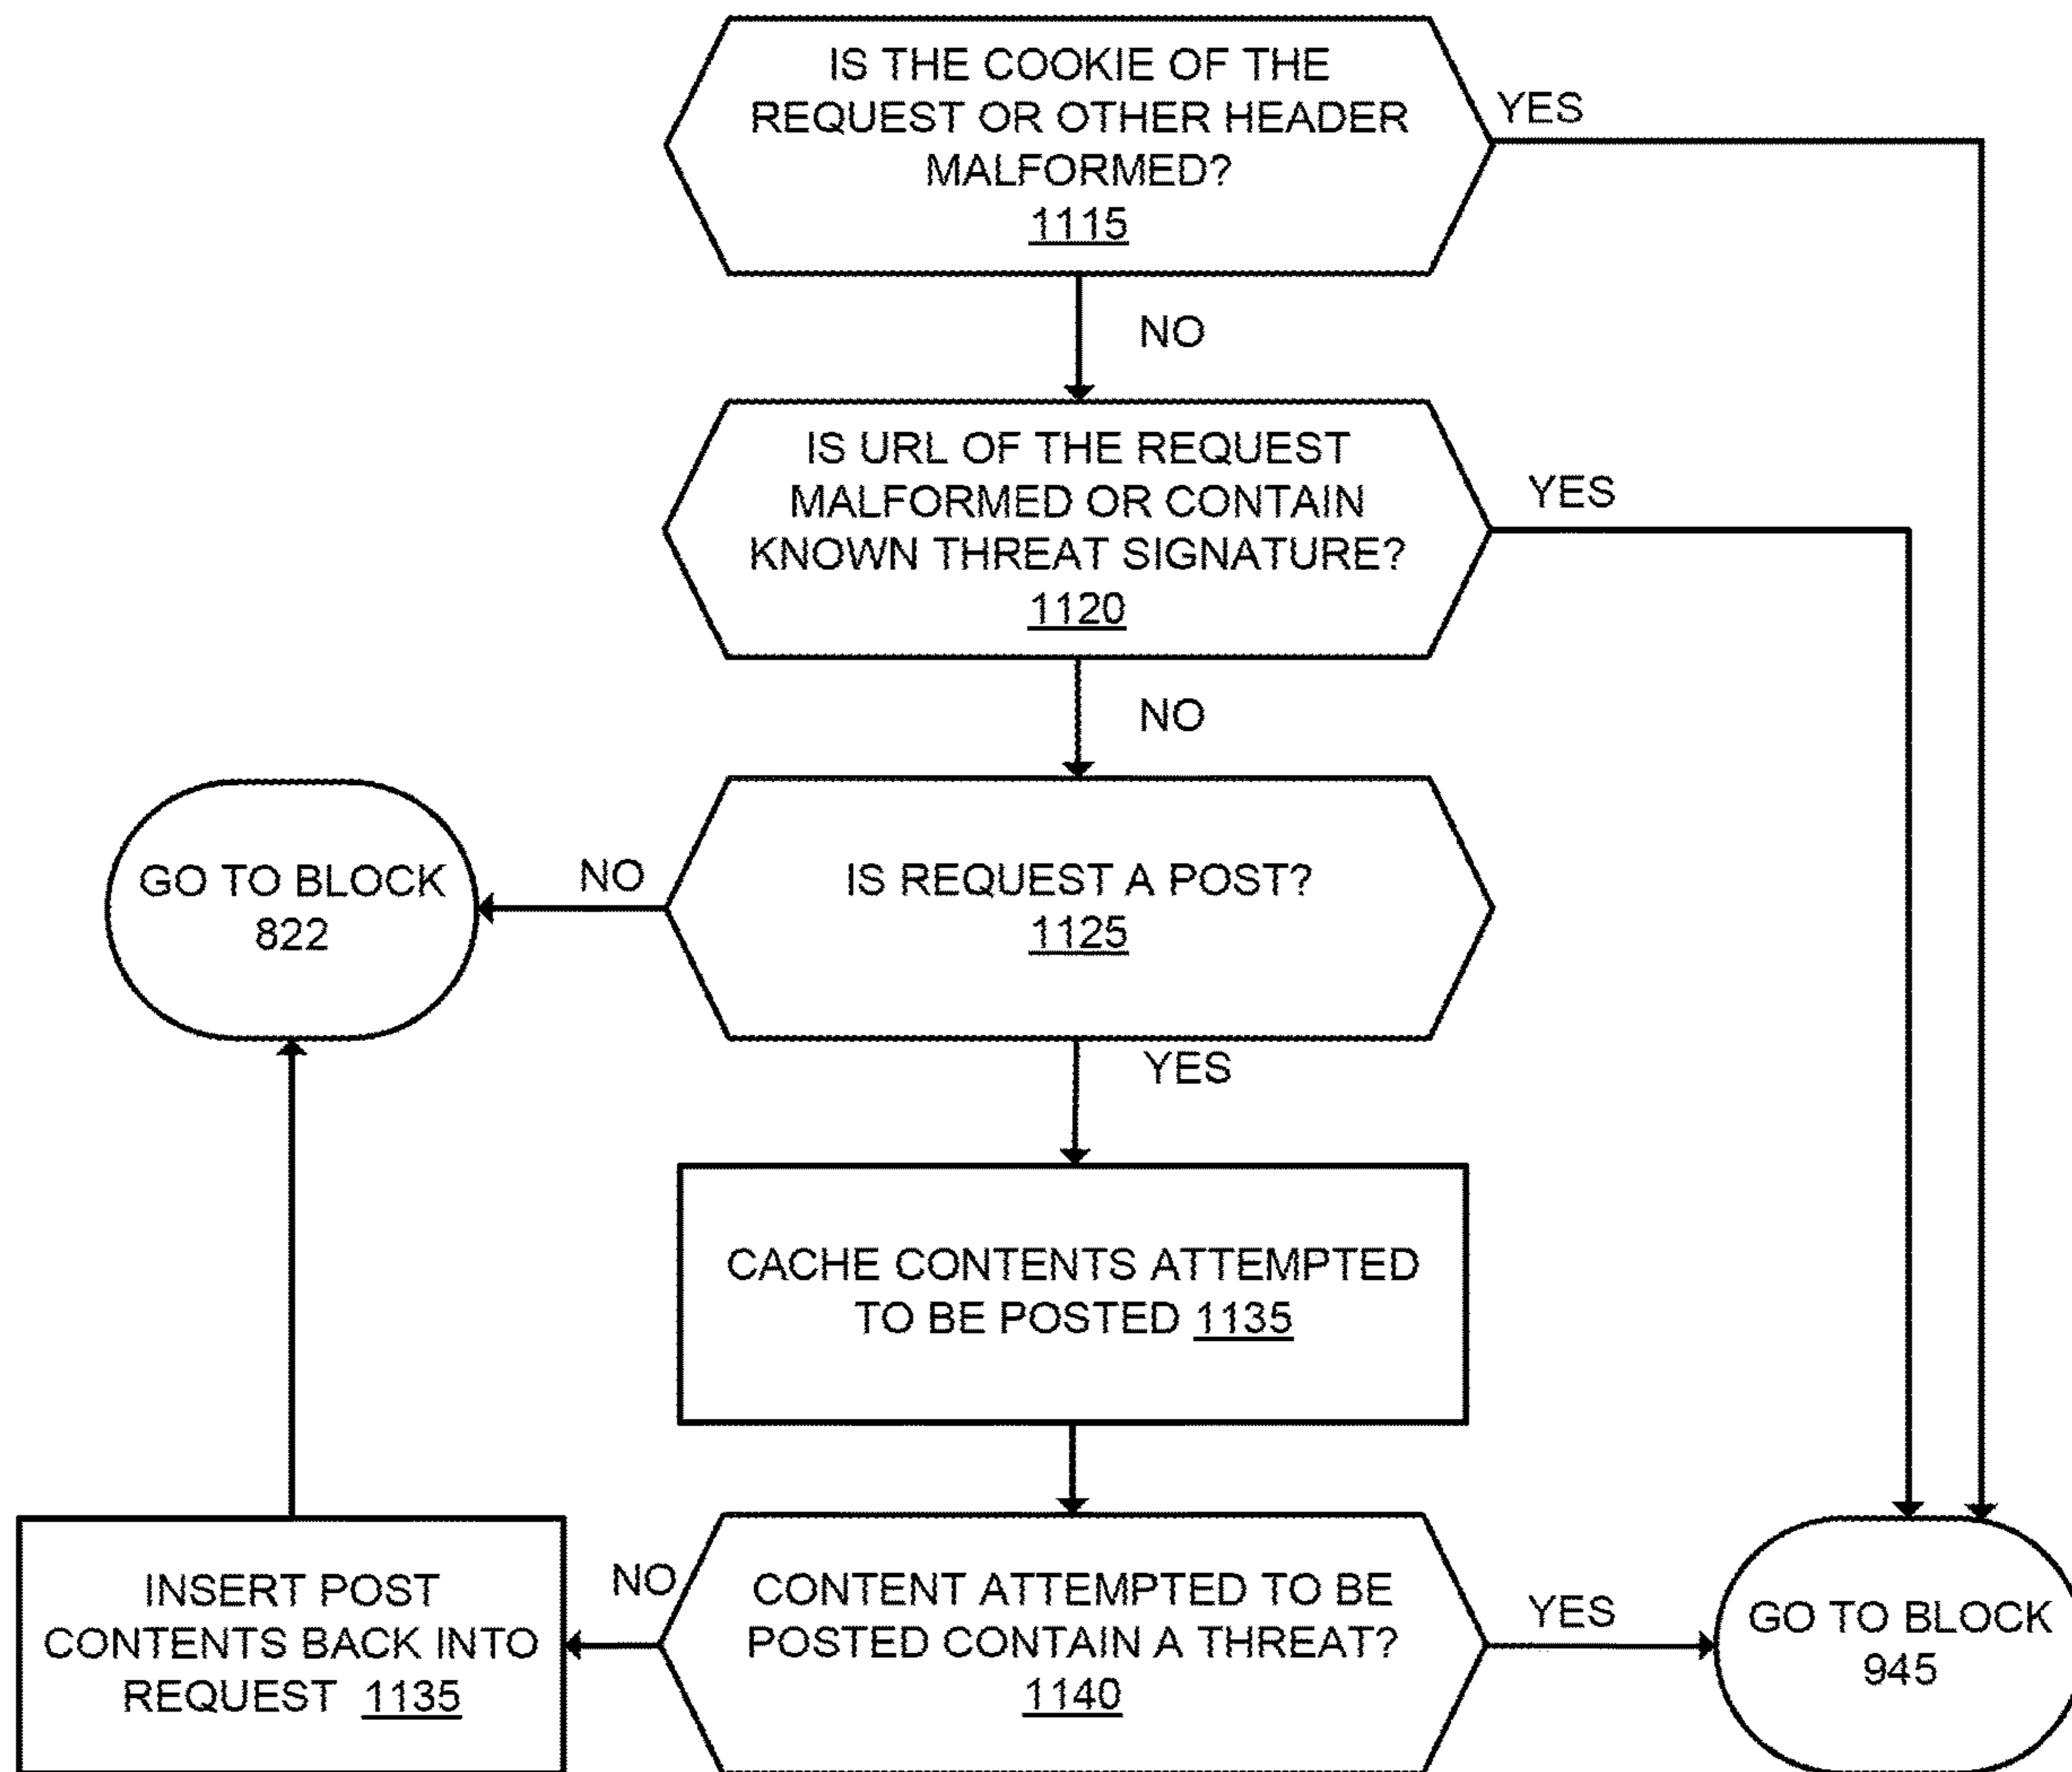 IS THE COOKIE OF THE
REQUEST OR OTHER HEADER
MALFORMED?
1115
YES
NO
IS URL OF THE REQUEST
MALFORMED OR CONTAIN
KNOWN THREAT SIGNATURE?
1120
YES
NO
GO TO BLOCK
822
NO
IS REQUEST A POST?
1125
YES
CACHE CONTENTS ATTEMPTED
TO BE POSTED 1135
INSERT POST
CONTENTS BACK INTO
REQUEST 1135
NO
CONTENT ATTEMPTED TO BE
POSTED CONTAIN A THREAT?
1140
YES
GO TO BLOCK
945